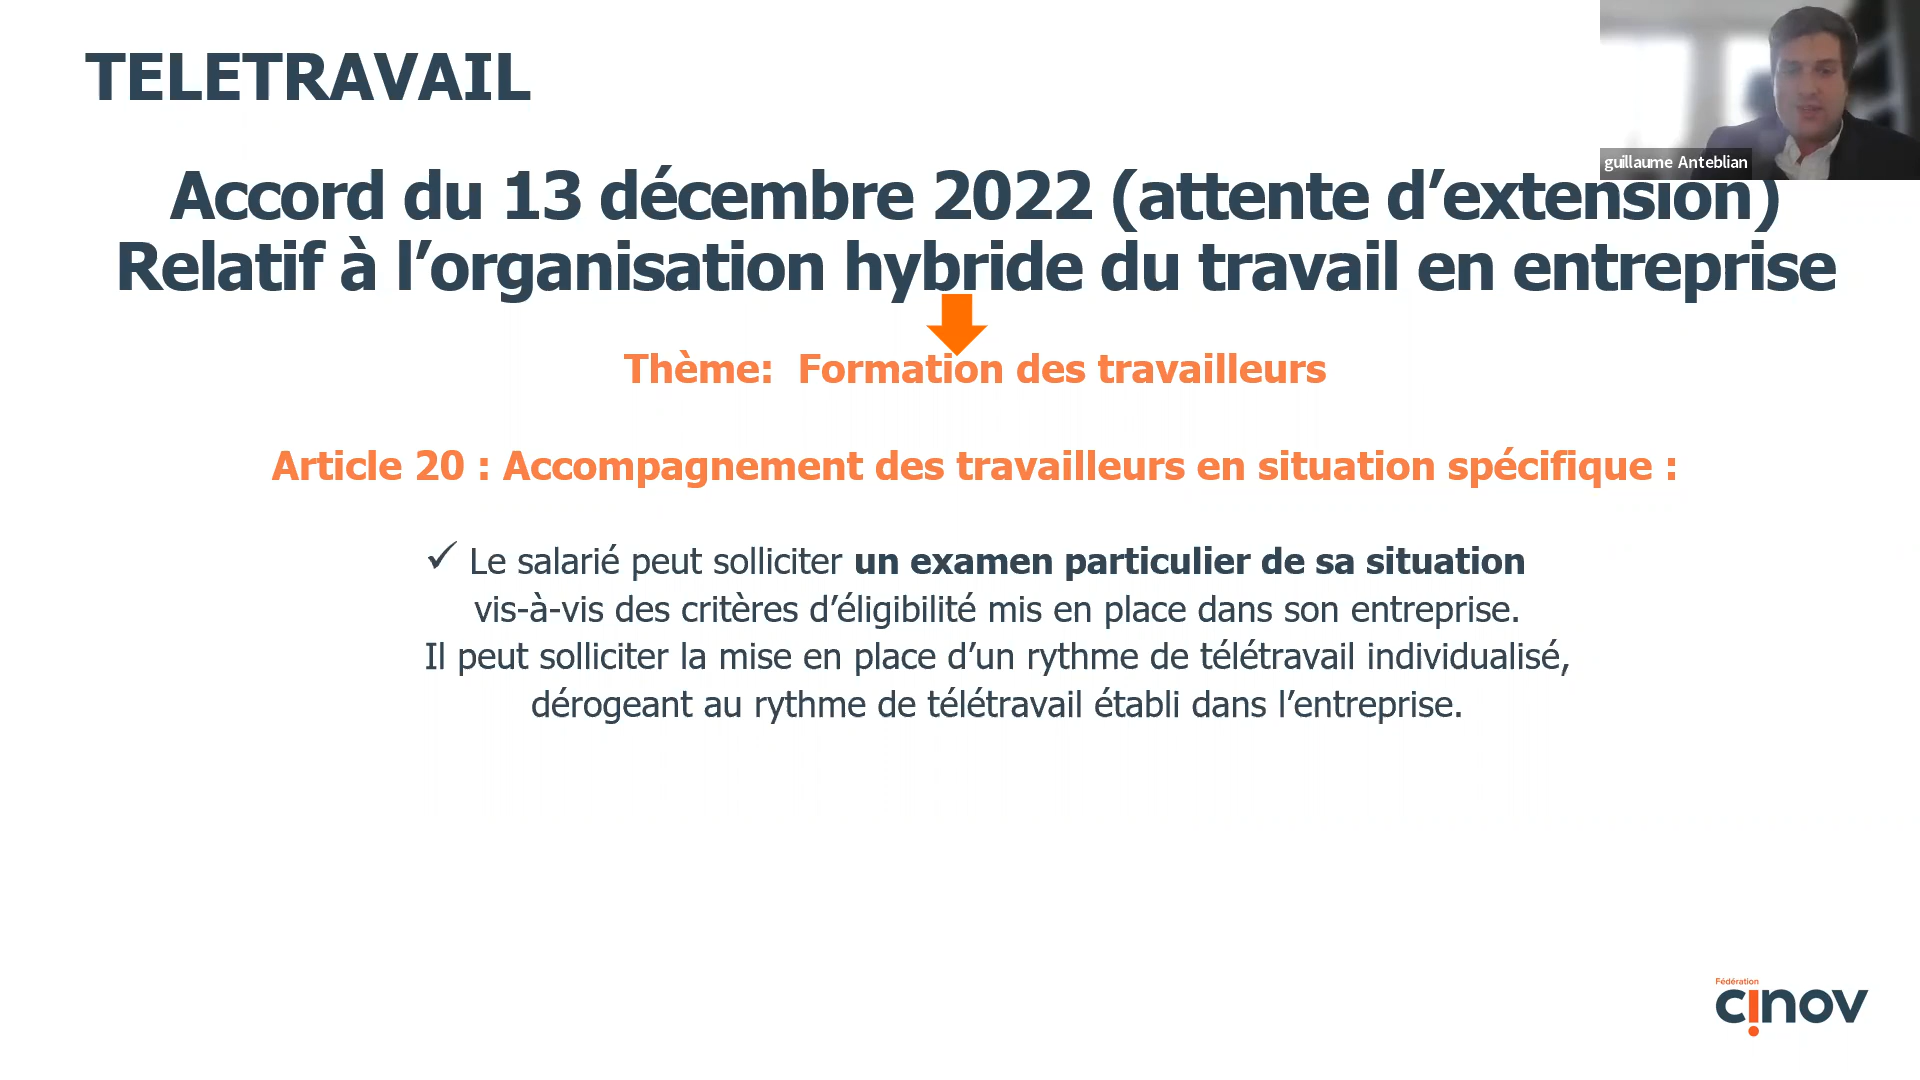 TELETRAVAIL
guillaume Anteblian
Accord du 13 décembre 2022 (attente d’extension)
Relatif à l’organisation hybride du travail en entreprise
Thème:  Formation des travailleurs
Article 20 : Accompagnement des travailleurs en situation spécifique :
✓ Le salarié peut solliciter un examen particulier de sa situation
vis-à-vis des critères d’éligibilité mis en place dans son entreprise.
Il peut solliciter la mise en place d’un rythme de télétravail individualisé,
dérogeant au rythme de télétravail établi dans l’entreprise.
Fédération
cinov